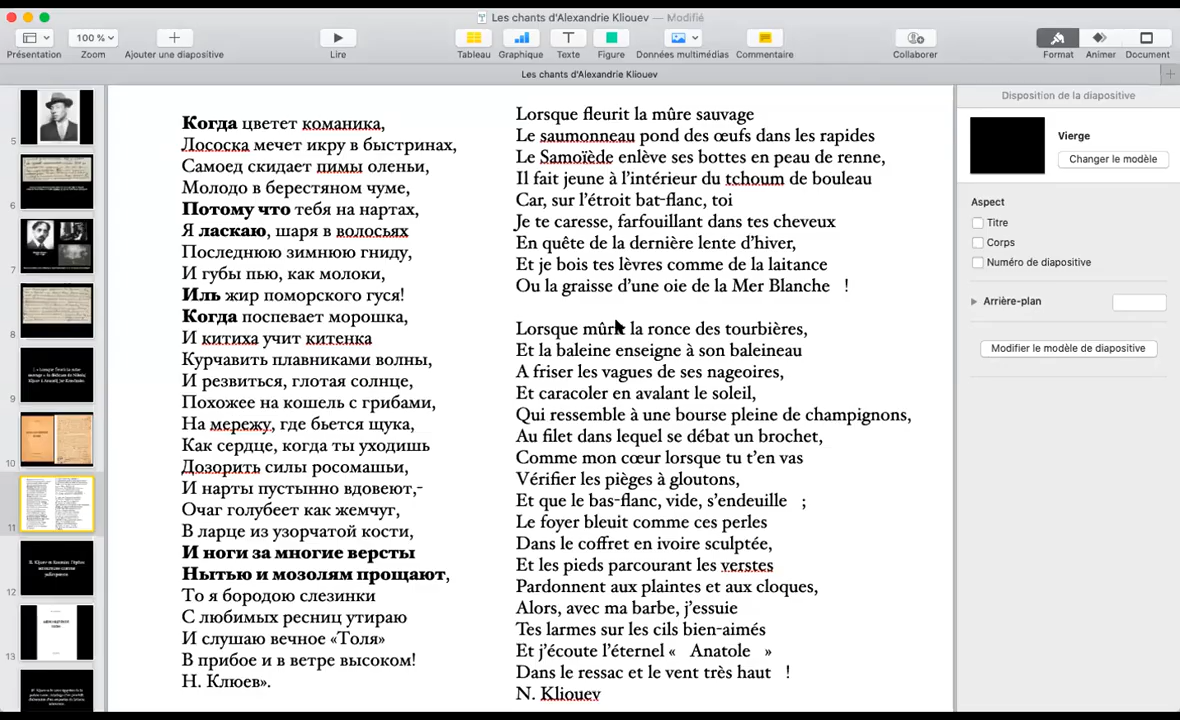 Les chants d'Alexandrie Kliouev — Modifié
100 %
Présentation
Zoom
Ajouter une diapositive
Lire
Tableau
Graphique
Texte
Figure
Données multimédias
Commentaire
Collaborer
Format
Animer
Document
Les chants d'Alexandrie Kliouev
5
6
7
8
9
10
11
12
13
Когда цветет команика,
Лососка мечет икру в быстринах,
Самоед скидает пимы оленьи,
Молодо в берестяном чуме,
Потому что тебя на нартах,
Я ласкаю, шаря в волосьях
Последнюю зимнюю гниду,
И губы пью, как молоки,
Иль жир поморского гуся!
Когда поспевает морошка,
И китиха учит китенка
Курчавить плавниками волны,
И резвиться, глотая солнце,
Похожее на кошель с грибами,
На мережу, где бьется щука,
Как сердце, когда ты уходишь
Дозорить силы росомашьи,
И нарты пустынно вдовеют,-
Очаг голубеет как жемчуг,
В ларце из узорчатой кости,
И ноги за многие версты
Нытью и мозолям прощают,
То я бородою слезинки
С любимых ресниц утираю
И слушаю вечное «Толя»
В прибое и в ветре высоком!
Н. Клюев».
Lorsque fleurit la mûre sauvage
Le saumonneau pond des œufs dans les rapides
Le Samoïède enlève ses bottes en peau de renne,
Il fait jeune à l’intérieur du tchoum de bouleau
Car, sur l’étroit bat-flanc, toi
Je te caresse, farfouillant dans tes cheveux
En quête de la dernière lente d’hiver,
Et je bois tes lèvres comme de la laitance
Ou la graisse d’une oie de la Mer Blanche !
Lorsque mûrit la ronce des tourbières,
Et la baleine enseigne à son baleineau
A friser les vagues de ses nageoires,
Et caracoler en avalant le soleil,
Qui ressemble à une bourse pleine de champignons,
Au filet dans lequel se débat un brochet,
Comme mon cœur lorsque tu t’en vas
Vérifier les pièges à gloutons,
Et que le bas-flanc, vide, s’endeuille ;
Le foyer bleuit comme ces perles
Dans le coffret en ivoire sculptée,
Et les pieds parcourant les verstes
Pardonnent aux plaintes et aux cloques,
Alors, avec ma barbe, j’essuie
Tes larmes sur les cils bien-aimés
Et j’écoute l’éternel « Anatole »
Dans le ressac et le vent très haut !
N. Kliouev
Disposition de la diapositive
Vierge
Changer le modèle
Aspect
Titre
Corps
Numéro de diapositive
Arrière-plan
Modifier le modèle de diapositive